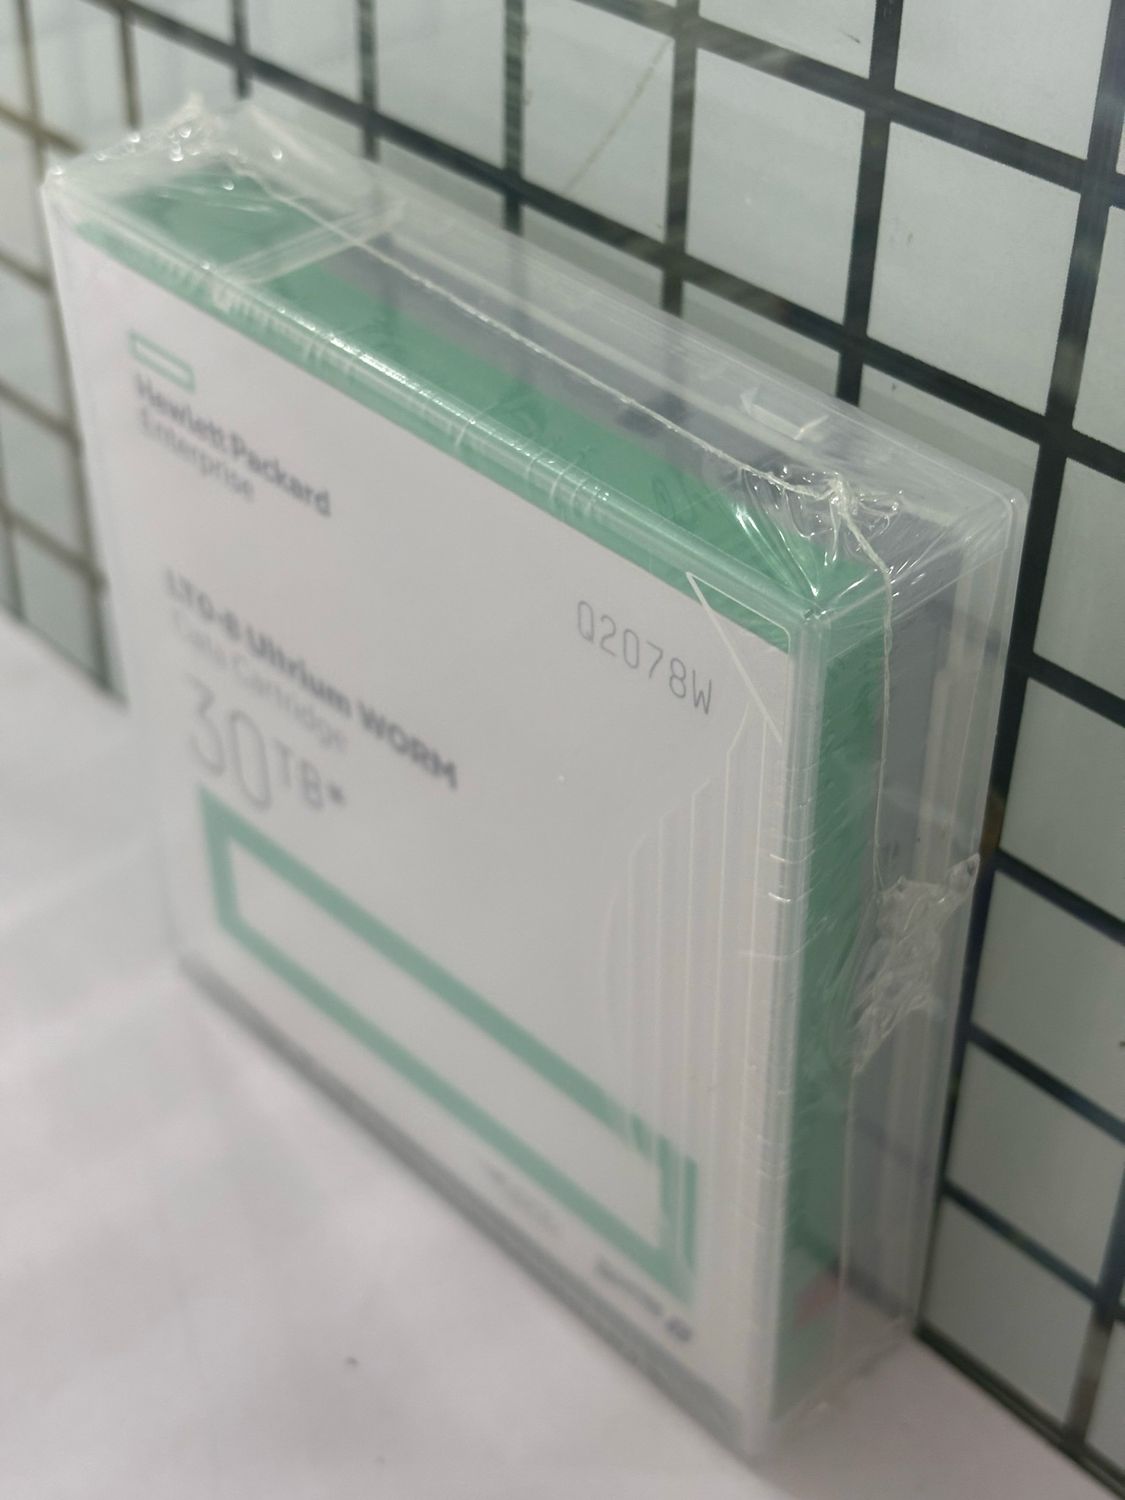 Hewlett Packard
Enterprise
Q2078W
LTO-8 Ultrium WORM
Data Cartridge
30TB*